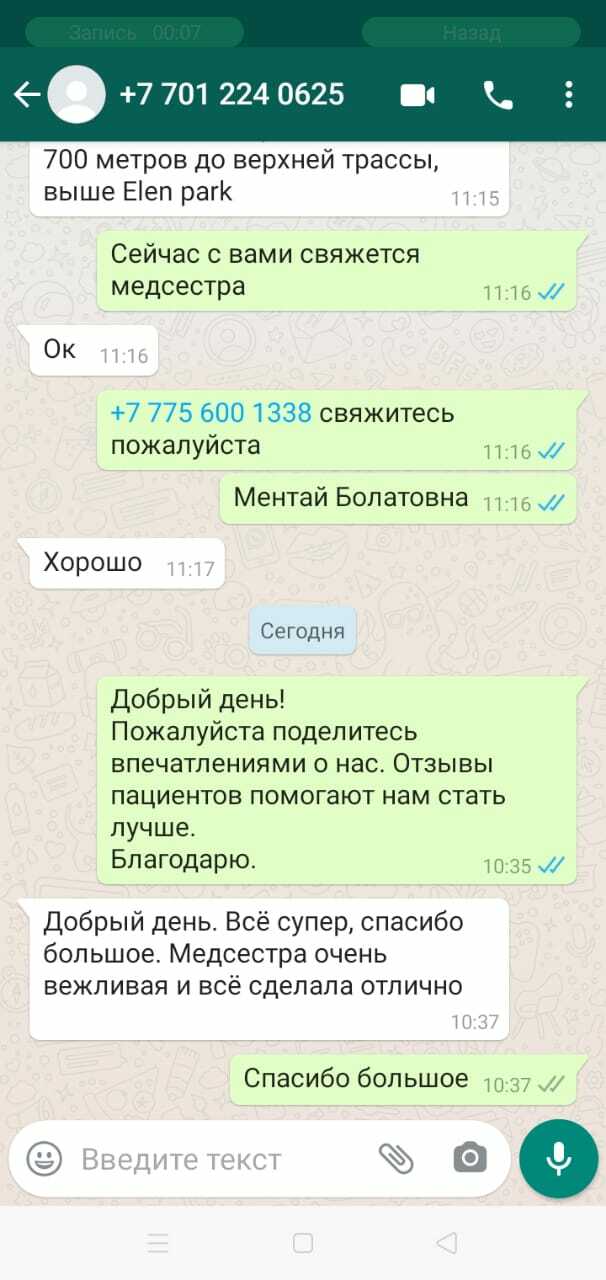 Запись 00:07 Назад
+7 701 224 0625
700 метров до верхней трассы,
выше Elen park
11:15
Сейчас с вами свяжется
медсестра
11:16
Ок 11:16
+7 775 600 1338 свяжитесь
пожалуйста
11:16
Ментай Болатовна 11:16
Хорошо 11:17
Сегодня
Добрый день!
Пожалуйста поделитесь
впечатлениями о нас. Отзывы
пациентов помогают нам стать
лучше.
Благодарю.
10:35
Добрый день. Всё супер, спасибо
большое. Медсестра очень
вежливая и всё сделала отлично
10:37
Спасибо большое 10:37
Введите текст